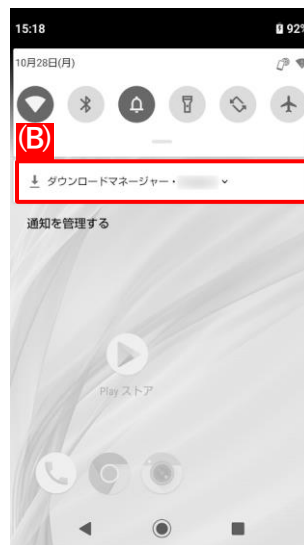 15:18 92%
10月28日(月)
(B)
ダウンロードマネージャー・
通知を管理する
Play ストア